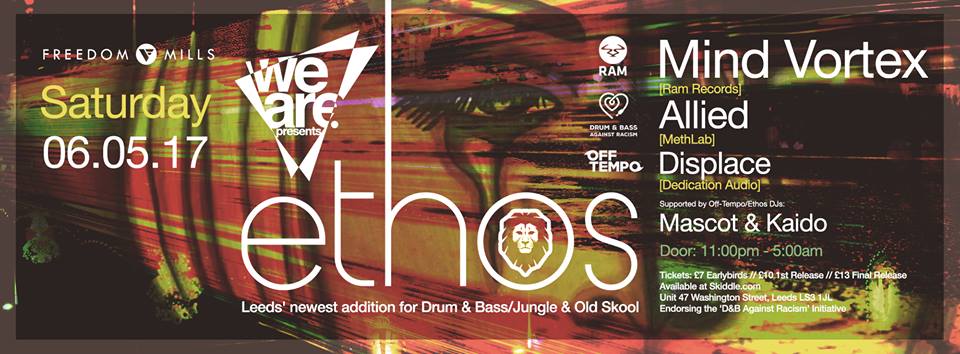 FREEDOM MILLS
Saturday
06.05.17
we
are
presents
ethos
Leeds' newest addition for Drum & Bass/Jungle & Old Skool
RAM
DRUM & BASS
AGAINST RACISM
OFF
TEMPO
Mind Vortex
[Ram Records]
Allied
[MethLab]
Displace
[Dedication Audio]
Supported by Off-Tempo/Ethos DJs:
Mascot & Kaido
Door: 11:00pm - 5:00am
Tickets: £7 Earlybirds // £10.1st Release // £13 Final Release
Available at Skiddle.com
Unit 47 Washington Street, Leeds LS3 1JL
Endorsing the 'D&B Against Racism' Initiative